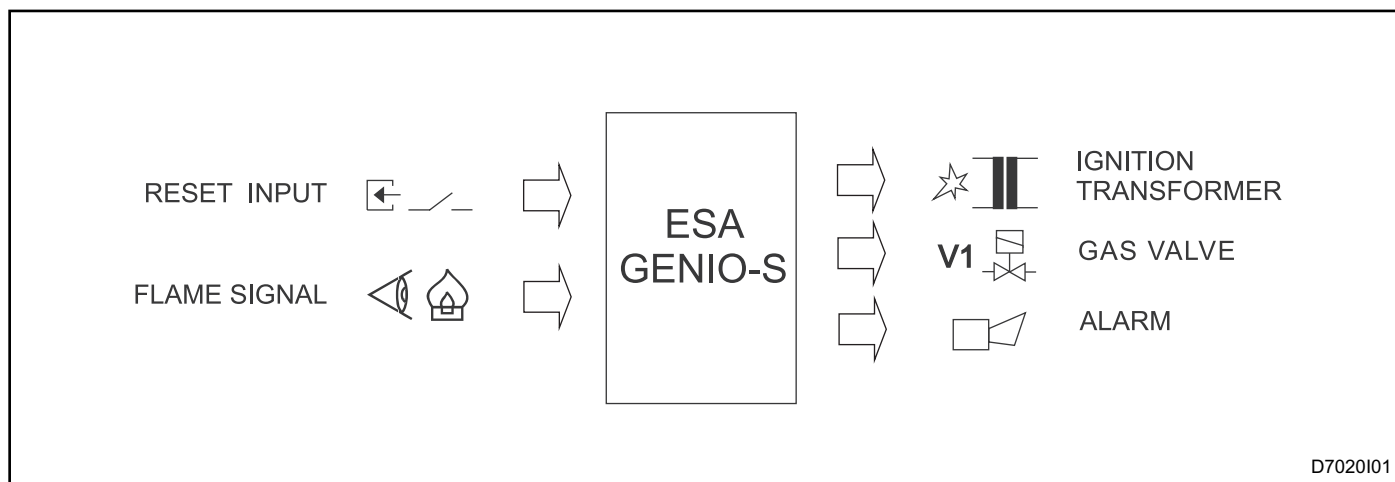 RESET INPUT
FLAME SIGNAL
ESA
GENIO-S
IGNITION
TRANSFORMER
V1
GAS VALVE
ALARM
D7020I01